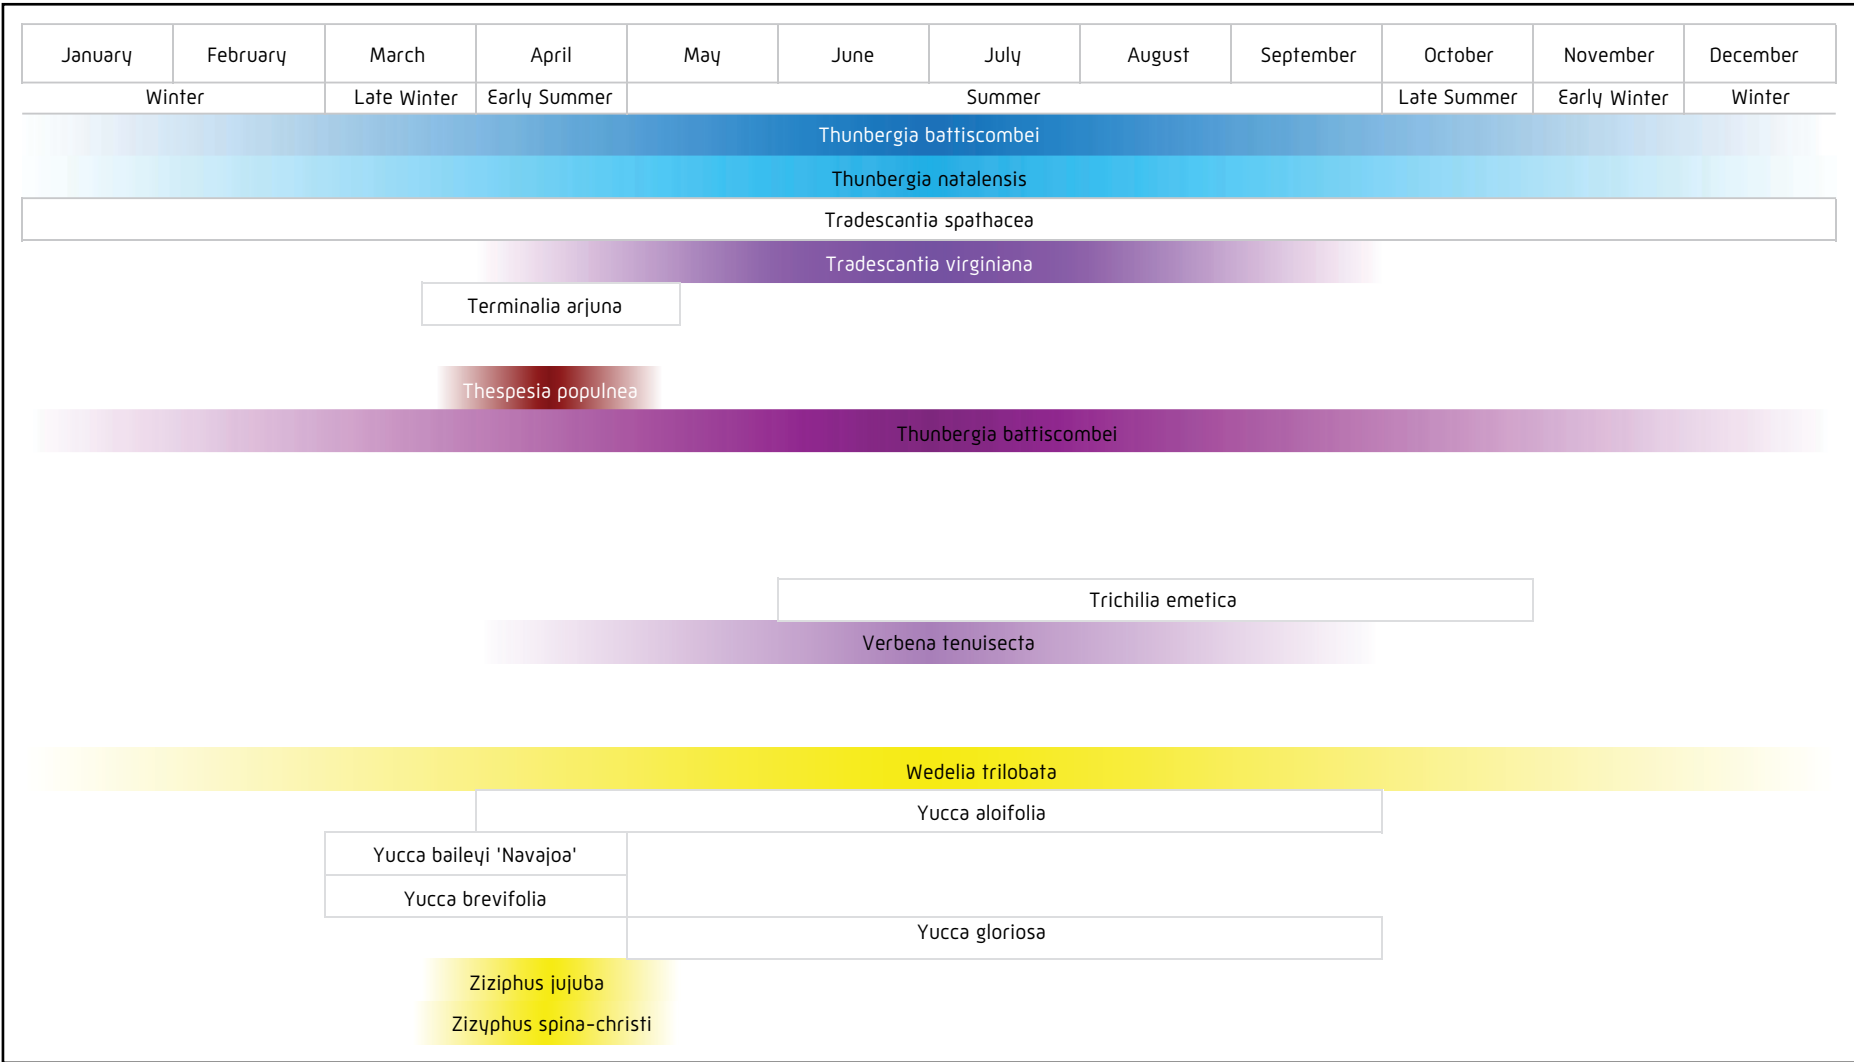 January February March April May June July August September October November December
Winter Late Winter Early Summer Summer Late Summer Early Winter Winter
Thunbergia battiscombei
Thunbergia natalensis
Tradescantia spathacea
Tradescantia virginiana
Terminalia arjuna
Thespesia populnea
Thunbergia battiscombei
Trichilia emetica
Verbena tenuisecta
Wedelia trilobata
Yucca aloifolia
Yucca baileyi 'Navajoa'
Yucca brevifolia
Yucca gloriosa
Ziziphus jujuba
Zizyphus spina-christi